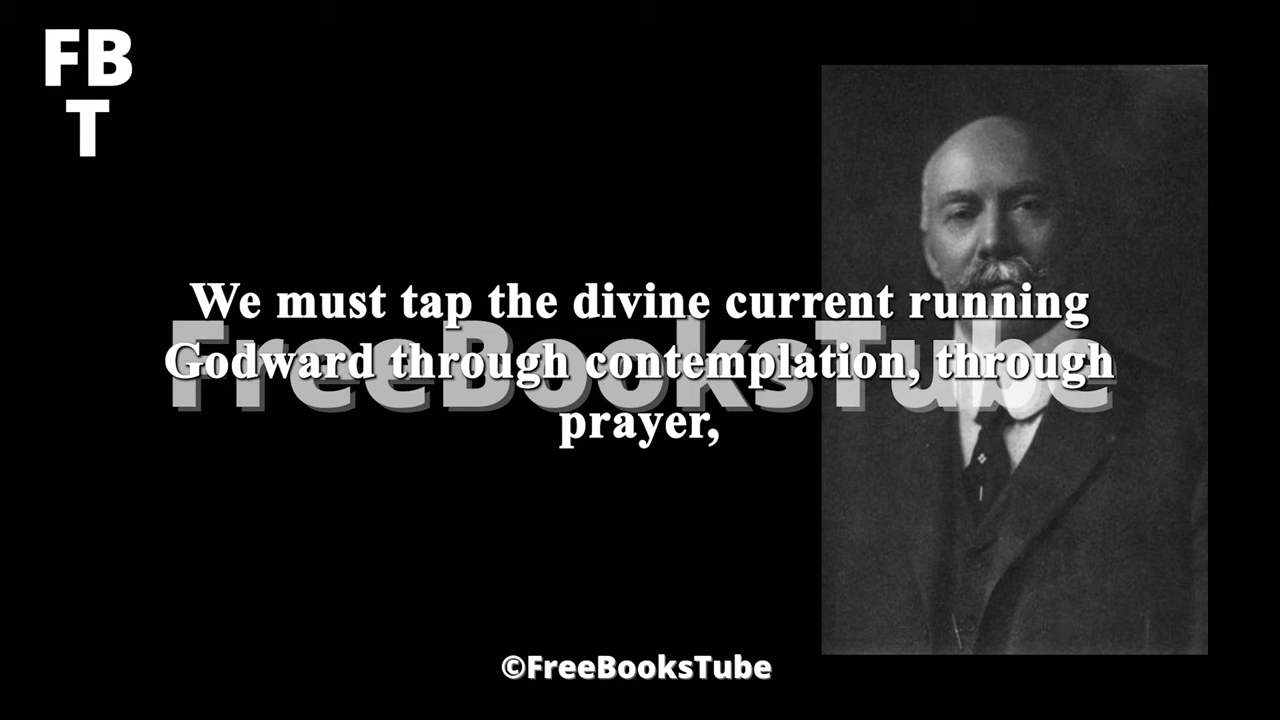 FB
T
We must tap the divine current running
Godward through contemplation, through
prayer,
FreeBooksTube
©FreeBooksTube